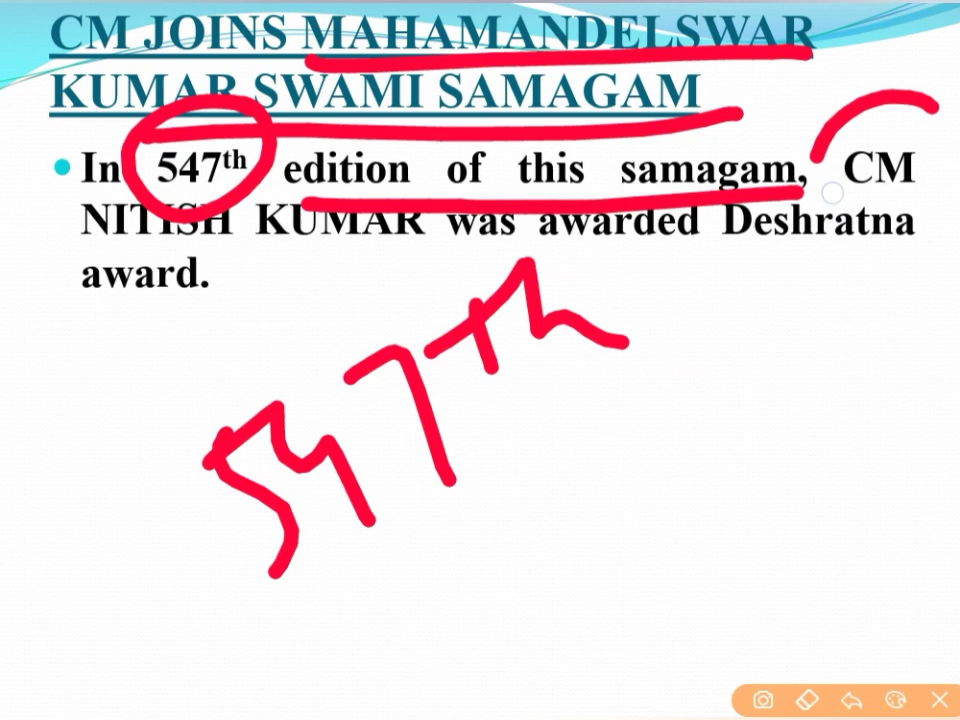 CM JOINS MAHAMANDELSWAR
KUMAR SWAMI SAMAGAM
In 547th edition of this samagam, CM
NITISH KUMAR was awarded Deshratna
award.
547th